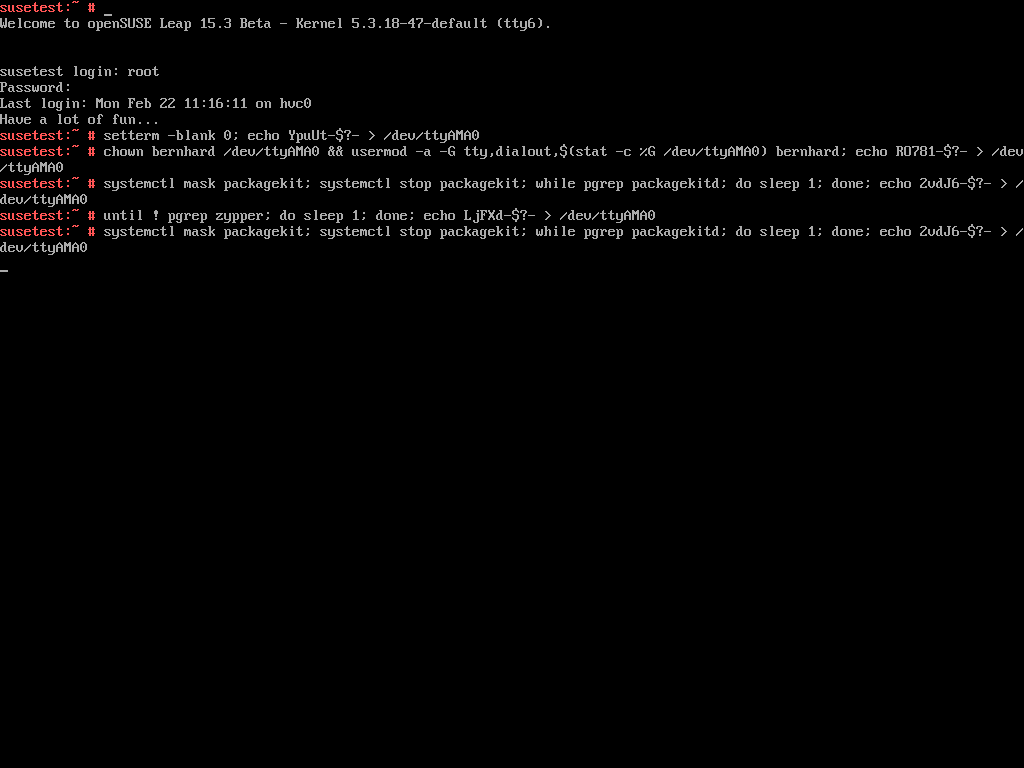 susetest:~ # _
Welcome to openSUSE Leap 15.3 Beta - Kernel 5.3.18-47-default (tty6).
susetest login: root
Password:
Last login: Mon Feb 22 11:16:11 on hvc0
Have a lot of fun...
susetest:~ # setterm -blank 0; echo YpuUt-$?- > /dev/ttyAMA0
susetest:~ # chown bernhard /dev/ttyAMA0 && usermod -a -G tty,dialout,$(stat -c %G /dev/ttyAMA0) bernhard; echo RO781-$?- > /dev
/ttyAMA0
susetest:~ # systemctl mask packagekit; systemctl stop packagekit; while pgrep packagekitd; do sleep 1; done; echo 2vdJ6-$?- > /
dev/ttyAMA0
susetest:~ # until ! pgrep zypper; do sleep 1; done; echo LjFXd-$?- > /dev/ttyAMA0
susetest:~ # systemctl mask packagekit; systemctl stop packagekit; while pgrep packagekitd; do sleep 1; done; echo 2vdJ6-$?- > /
dev/ttyAMA0
_